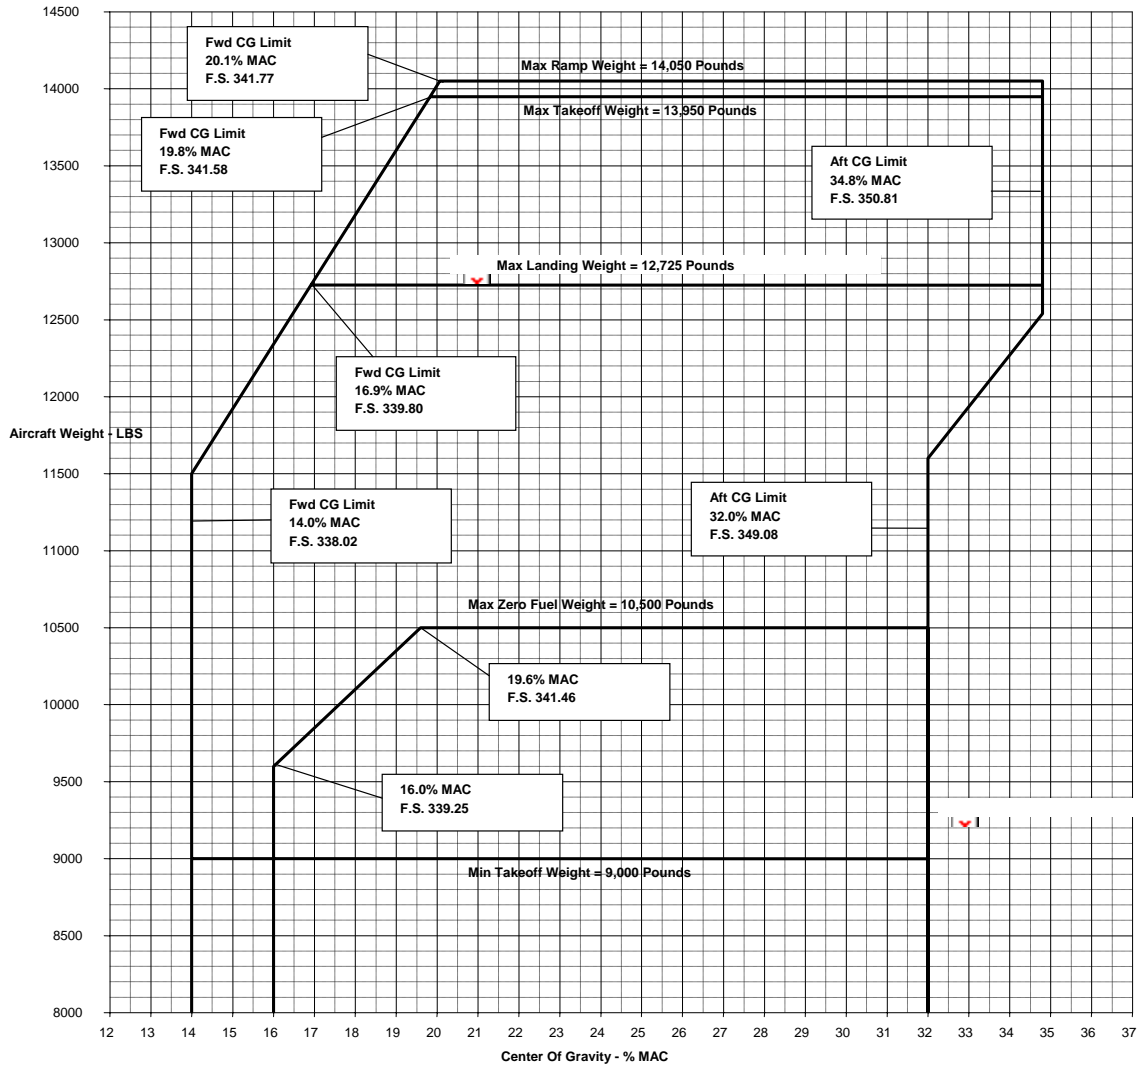 14500
Fwd CG Limit
20.1% MAC
F.S. 341.77
Max Ramp Weight = 14,050 Pounds
14000
Max Takeoff Weight = 13,950 Pounds
Fwd CG Limit
19.8% MAC
F.S. 341.58
13500
Aft CG Limit
34.8% MAC
F.S. 350.81
13000
Max Landing Weight = 12,725 Pounds
12500
Fwd CG Limit
16.9% MAC
F.S. 339.80
12000
Aircraft Weight - LBS
11500
Fwd CG Limit
14.0% MAC
F.S. 338.02
Aft CG Limit
32.0% MAC
F.S. 349.08
11000
Max Zero Fuel Weight = 10,500 Pounds
10500
19.6% MAC
F.S. 341.46
10000
9500
16.0% MAC
F.S. 339.25
9000
Min Takeoff Weight = 9,000 Pounds
8500
8000
12 13 14 15 16 17 18 19 20 21 22 23 24 25 26 27 28 29 30 31 32 33 34 35 36 37
Center Of Gravity - % MAC